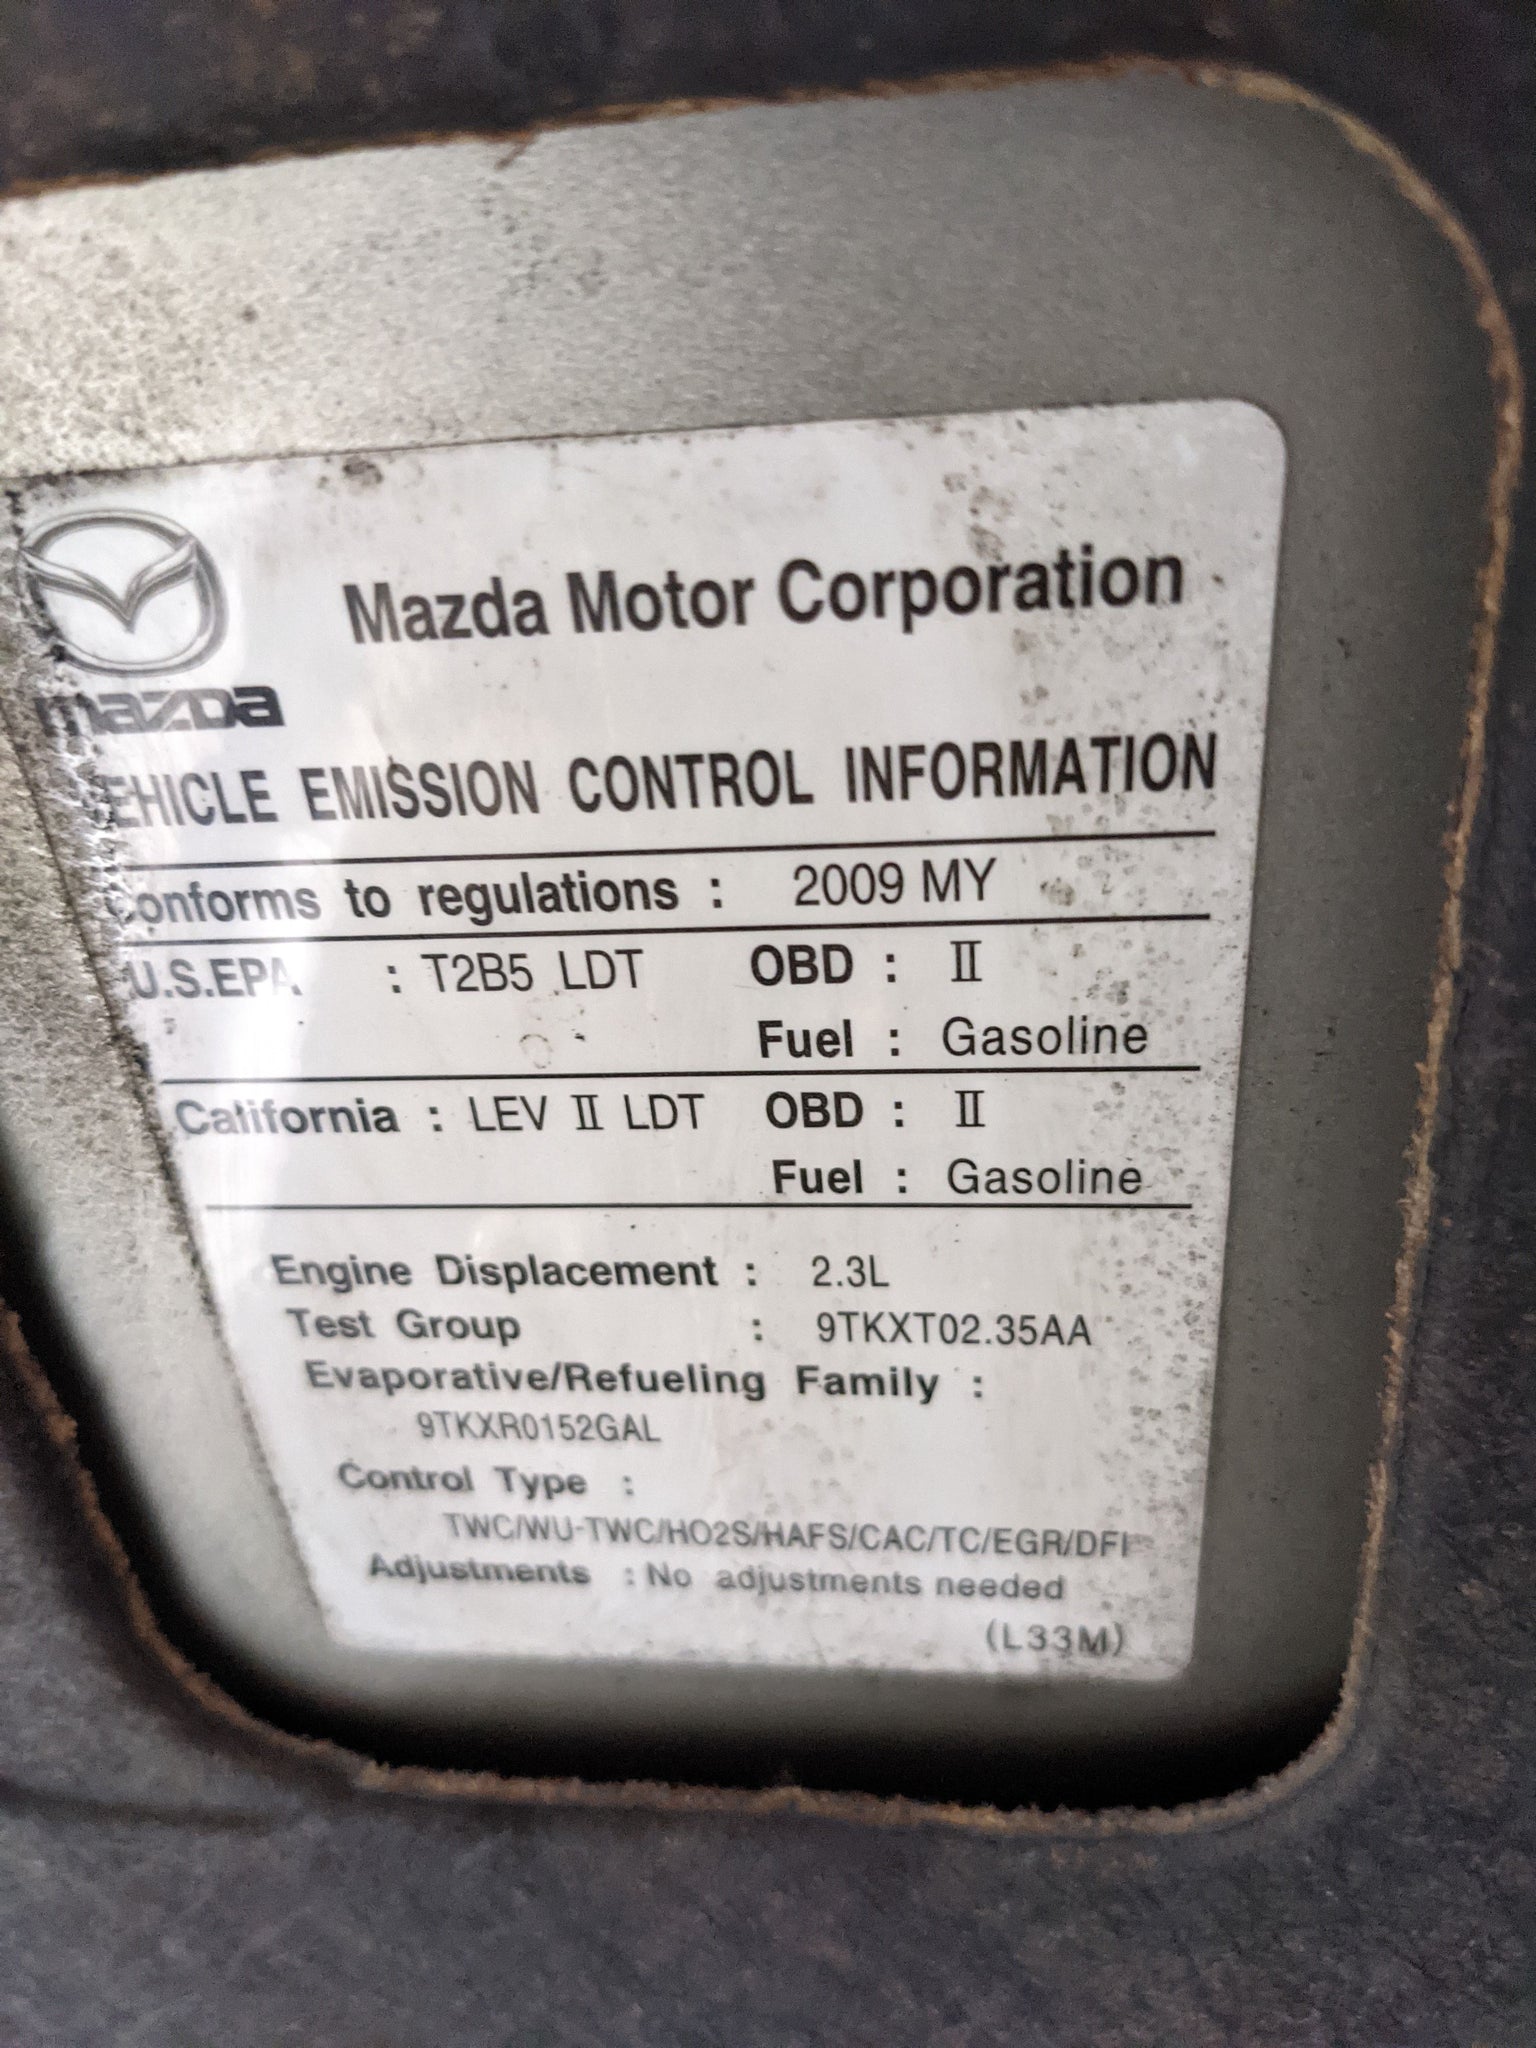 mazda
Mazda Motor Corporation
VEHICLE EMISSION CONTROL INFORMATION
Conforms to regulations : 2009 MY
U.S.EPA : T2B5 LDT OBD : II
Fuel : Gasoline
California : LEV II LDT OBD : II
Fuel : Gasoline
Engine Displacement : 2.3L
Test Group : 9TKXT02.35AA
Evaporative/Refueling Family :
9TKXR0152GAL
Control Type :
TWC/WU-TWC/HO2S/HAFS/CAC/TC/EGR/DFI
Adjustments : No adjustments needed
(L33M)